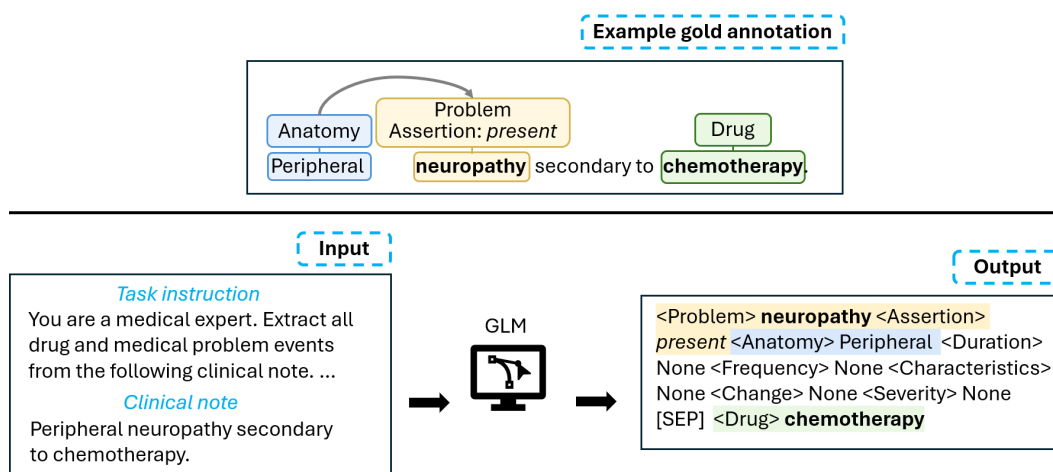 Example gold annotation
Problem
Anatomy Assertion: present Drug
Peripheral neuropathy secondary to chemotherapy.
Input
Output
Task instruction
You are a medical expert. Extract all
drug and medical problem events
from the following clinical note. ...
Clinical note
Peripheral neuropathy secondary
to chemotherapy.
GLM
<Problem> neuropathy <Assertion>
present <Anatomy> Peripheral <Duration>
None <Frequency> None <Characteristics>
None <Change> None <Severity> None
[SEP] <Drug> chemotherapy